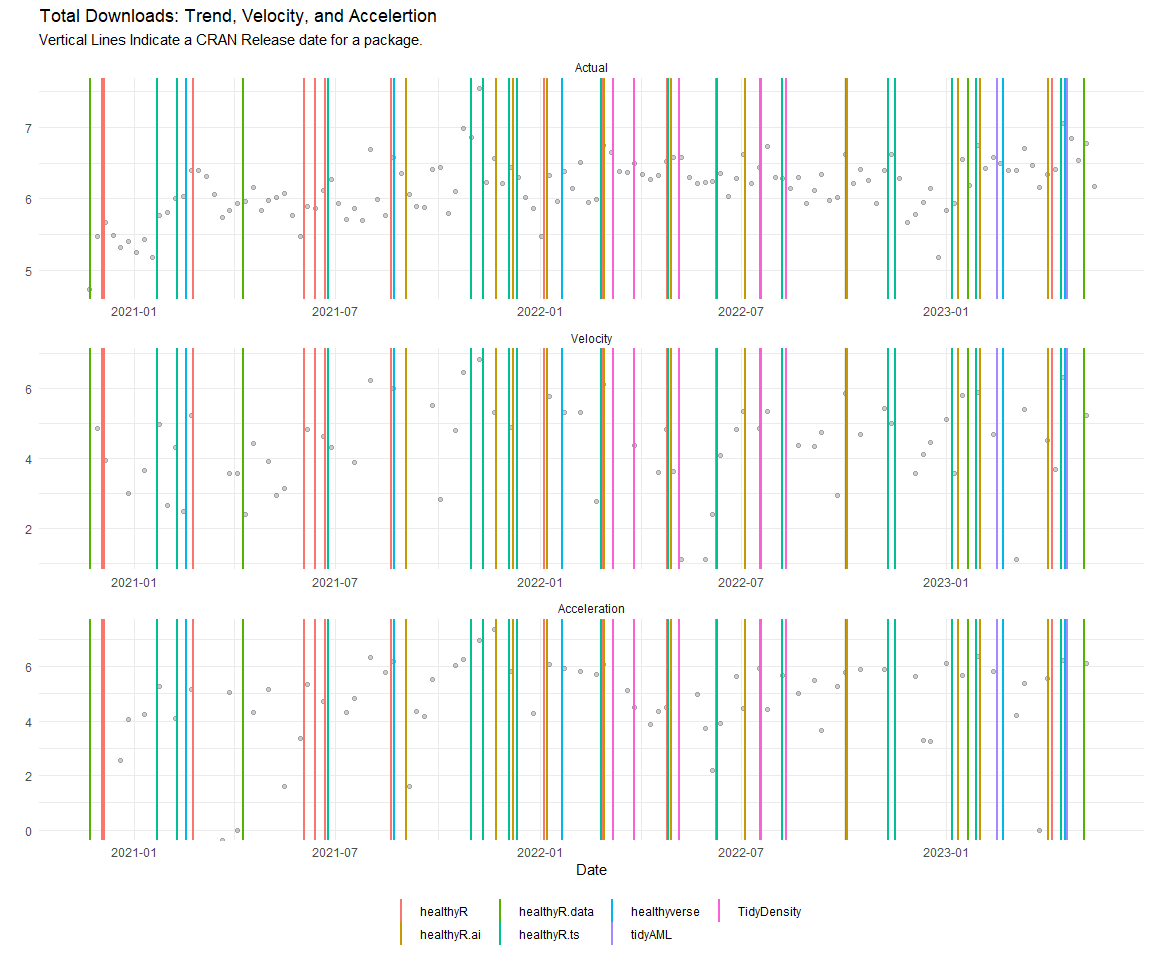 Total Downloads: Trend, Velocity, and Accelertion
Vertical Lines Indicate a CRAN Release date for a package.
Actual
7
6
5
2021-01 2021-07 2022-01 2022-07 2023-01
Velocity
6
4
2
2021-01 2021-07 2022-01 2022-07 2023-01
Acceleration
6
4
2
0
2021-01 2021-07 2022-01 2022-07 2023-01
Date
healthyR healthyR.data healthyverse TidyDensity
healthyR.ai healthyR.ts tidyAML